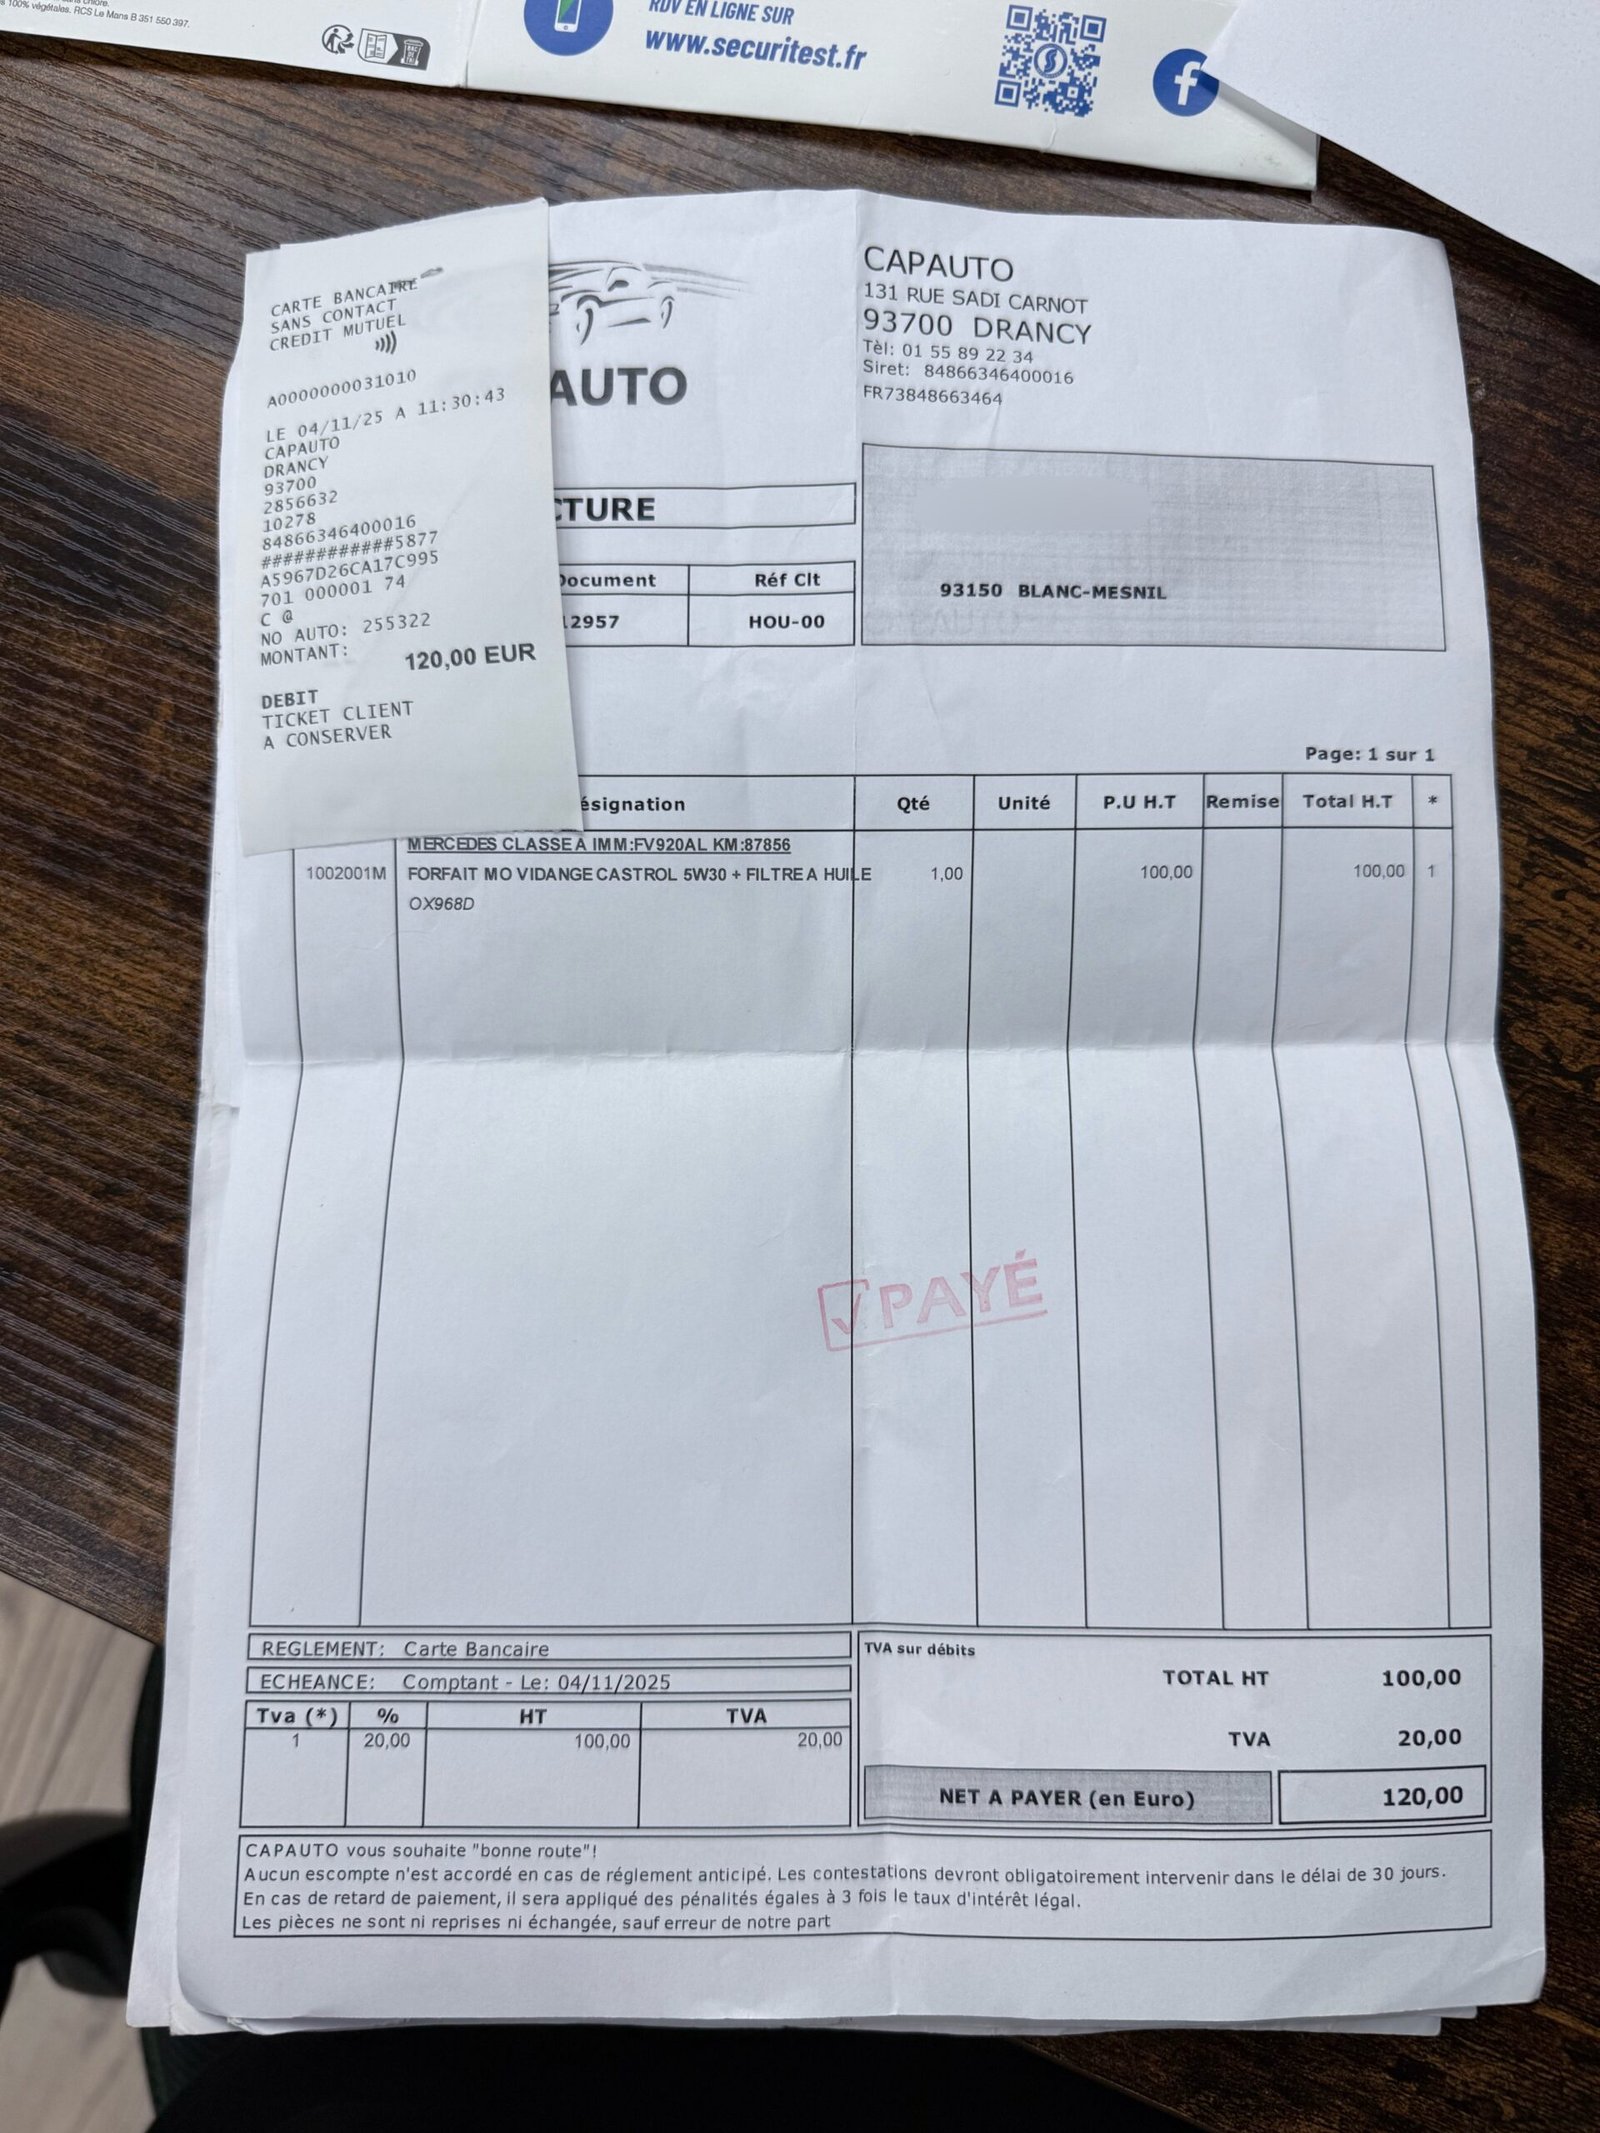 100% végétales. RCS Le Mans B 351 550 397.
RDV EN LIGNE SUR
www.securitest.fr
CARTE BANCAIRE
SANS CONTACT
CREDIT MUTUEL
A0000000031010
LE 04/11/25 A 11:30:43
CAPAUTO
DRANCY
93700
2856632
10278
84866346400016
############5877
A5967D26CA17C995
701 000001 74
C @
NO AUTO: 255322
MONTANT:
120,00 EUR
DEBIT
TICKET CLIENT
A CONSERVER
AUTO
CAPAUTO
131 RUE SADI CARNOT
93700 DRANCY
Tèl: 01 55 89 22 34
Siret: 84866346400016
FR73848663464
CTURE
Document Réf Clt
12957 HOU-00
93150 BLANC-MESNIL
Page: 1 sur 1
ésignation Qté Unité P.U H.T Remise Total H.T *
MERCEDES CLASSE A IMM:FV920AL KM:87856
1002001M FORFAIT MO VIDANGE CASTROL 5W30 + FILTRE A HUILE 1,00 100,00 100,00 1
OX968D
PAYÉ
REGLEMENT: Carte Bancaire
ECHEANCE: Comptant - Le: 04/11/2025
Tva (*) % HT TVA
1 20,00 100,00 20,00
TVA sur débits
TOTAL HT 100,00
TVA 20,00
NET A PAYER (en Euro) 120,00
CAPAUTO vous souhaite "bonne route"!
Aucun escompte n'est accordé en cas de réglement anticipé. Les contestations devront obligatoirement intervenir dans le délai de 30 jours.
En cas de retard de paiement, il sera appliqué des pénalités égales à 3 fois le taux d'intérêt légal.
Les pièces ne sont ni reprises ni échangée, sauf erreur de notre part